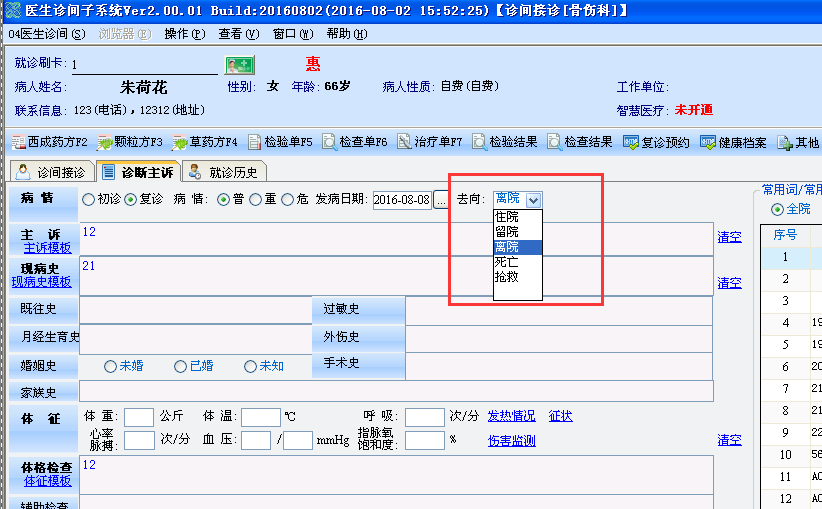 医生诊间子系统Ver2.00.01 Build:20160802(2016-08-02 15:52:25)【诊间接诊[骨伤科]】
04医生诊间(S) 浏览器(R) 操作(P) 查看(V) 窗口(W) 帮助(H)
就诊刷卡: 1 惠
病人姓名: 朱荷花 性别: 女 年龄: 66岁 病人性质: 自费(自费) 工作单位:
联系信息: 123(电话), 12312(地址) 智慧医疗: 未开通
西成药方F2 颗粒方F3 草药方F4 检验单F5 检查单F6 治疗单F7 检验结果 检查结果 复诊预约 健康档案 其他
诊间接诊 诊断主诉 就诊历史
病 情 初诊 复诊 病 情: 普 重 危 发病日期: 2016-08-08 ... 去向: 离院
住院
留院
离院
死亡
抢救
主 诉 12
主诉模板 清空
现病史 21
现病史模板 清空
既往史 过敏史
月经生育史 外伤史
婚姻史 未婚 已婚 未知 手术史
家族史
体 征 体 重: 公斤 体 温: ℃ 呼 吸: 次/分 发热情况 症状
心率脉搏: 次/分 血 压: / mmHg 指脉氧饱和度: % 伤害监测 清空
体格检查 12
体征模板
辅助检查
常用词/常用
全院
序号
1
2
3
4 19
5 19
6 20
7 21
8 21
9 22
10 56
11 AC
12 AC